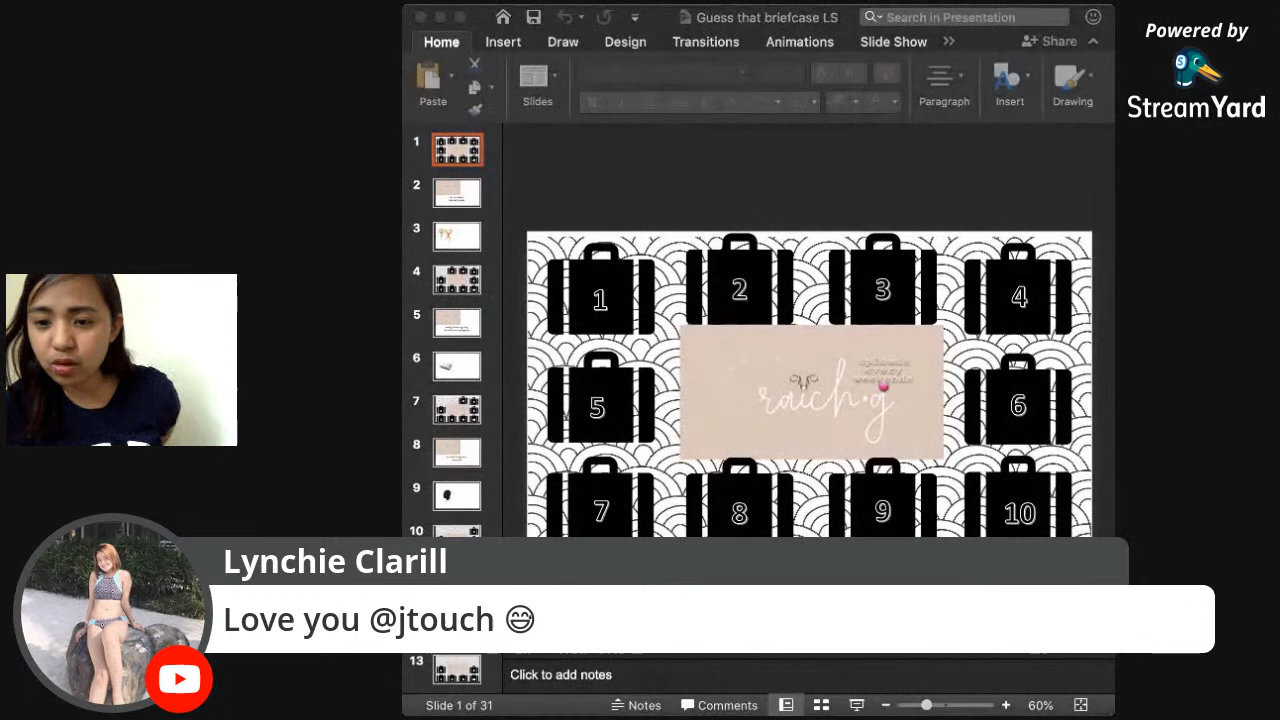 Guess that briefcase LS
Search in Presentation
Powered by
StreamYard
Home Insert Draw Design Transitions Animations Slide Show >> Share
Paste
Slides
Paragraph
Insert
Drawing
1
2
3
4
5
6
7
8
9
10
13
1 2 3 4
uploads
every
weekends
raich•g
5 6
7 8 9 10
Lynchie Clarill
Love you @jtouch 😅
Click to add notes
Slide 1 of 31
Notes Comments
60%